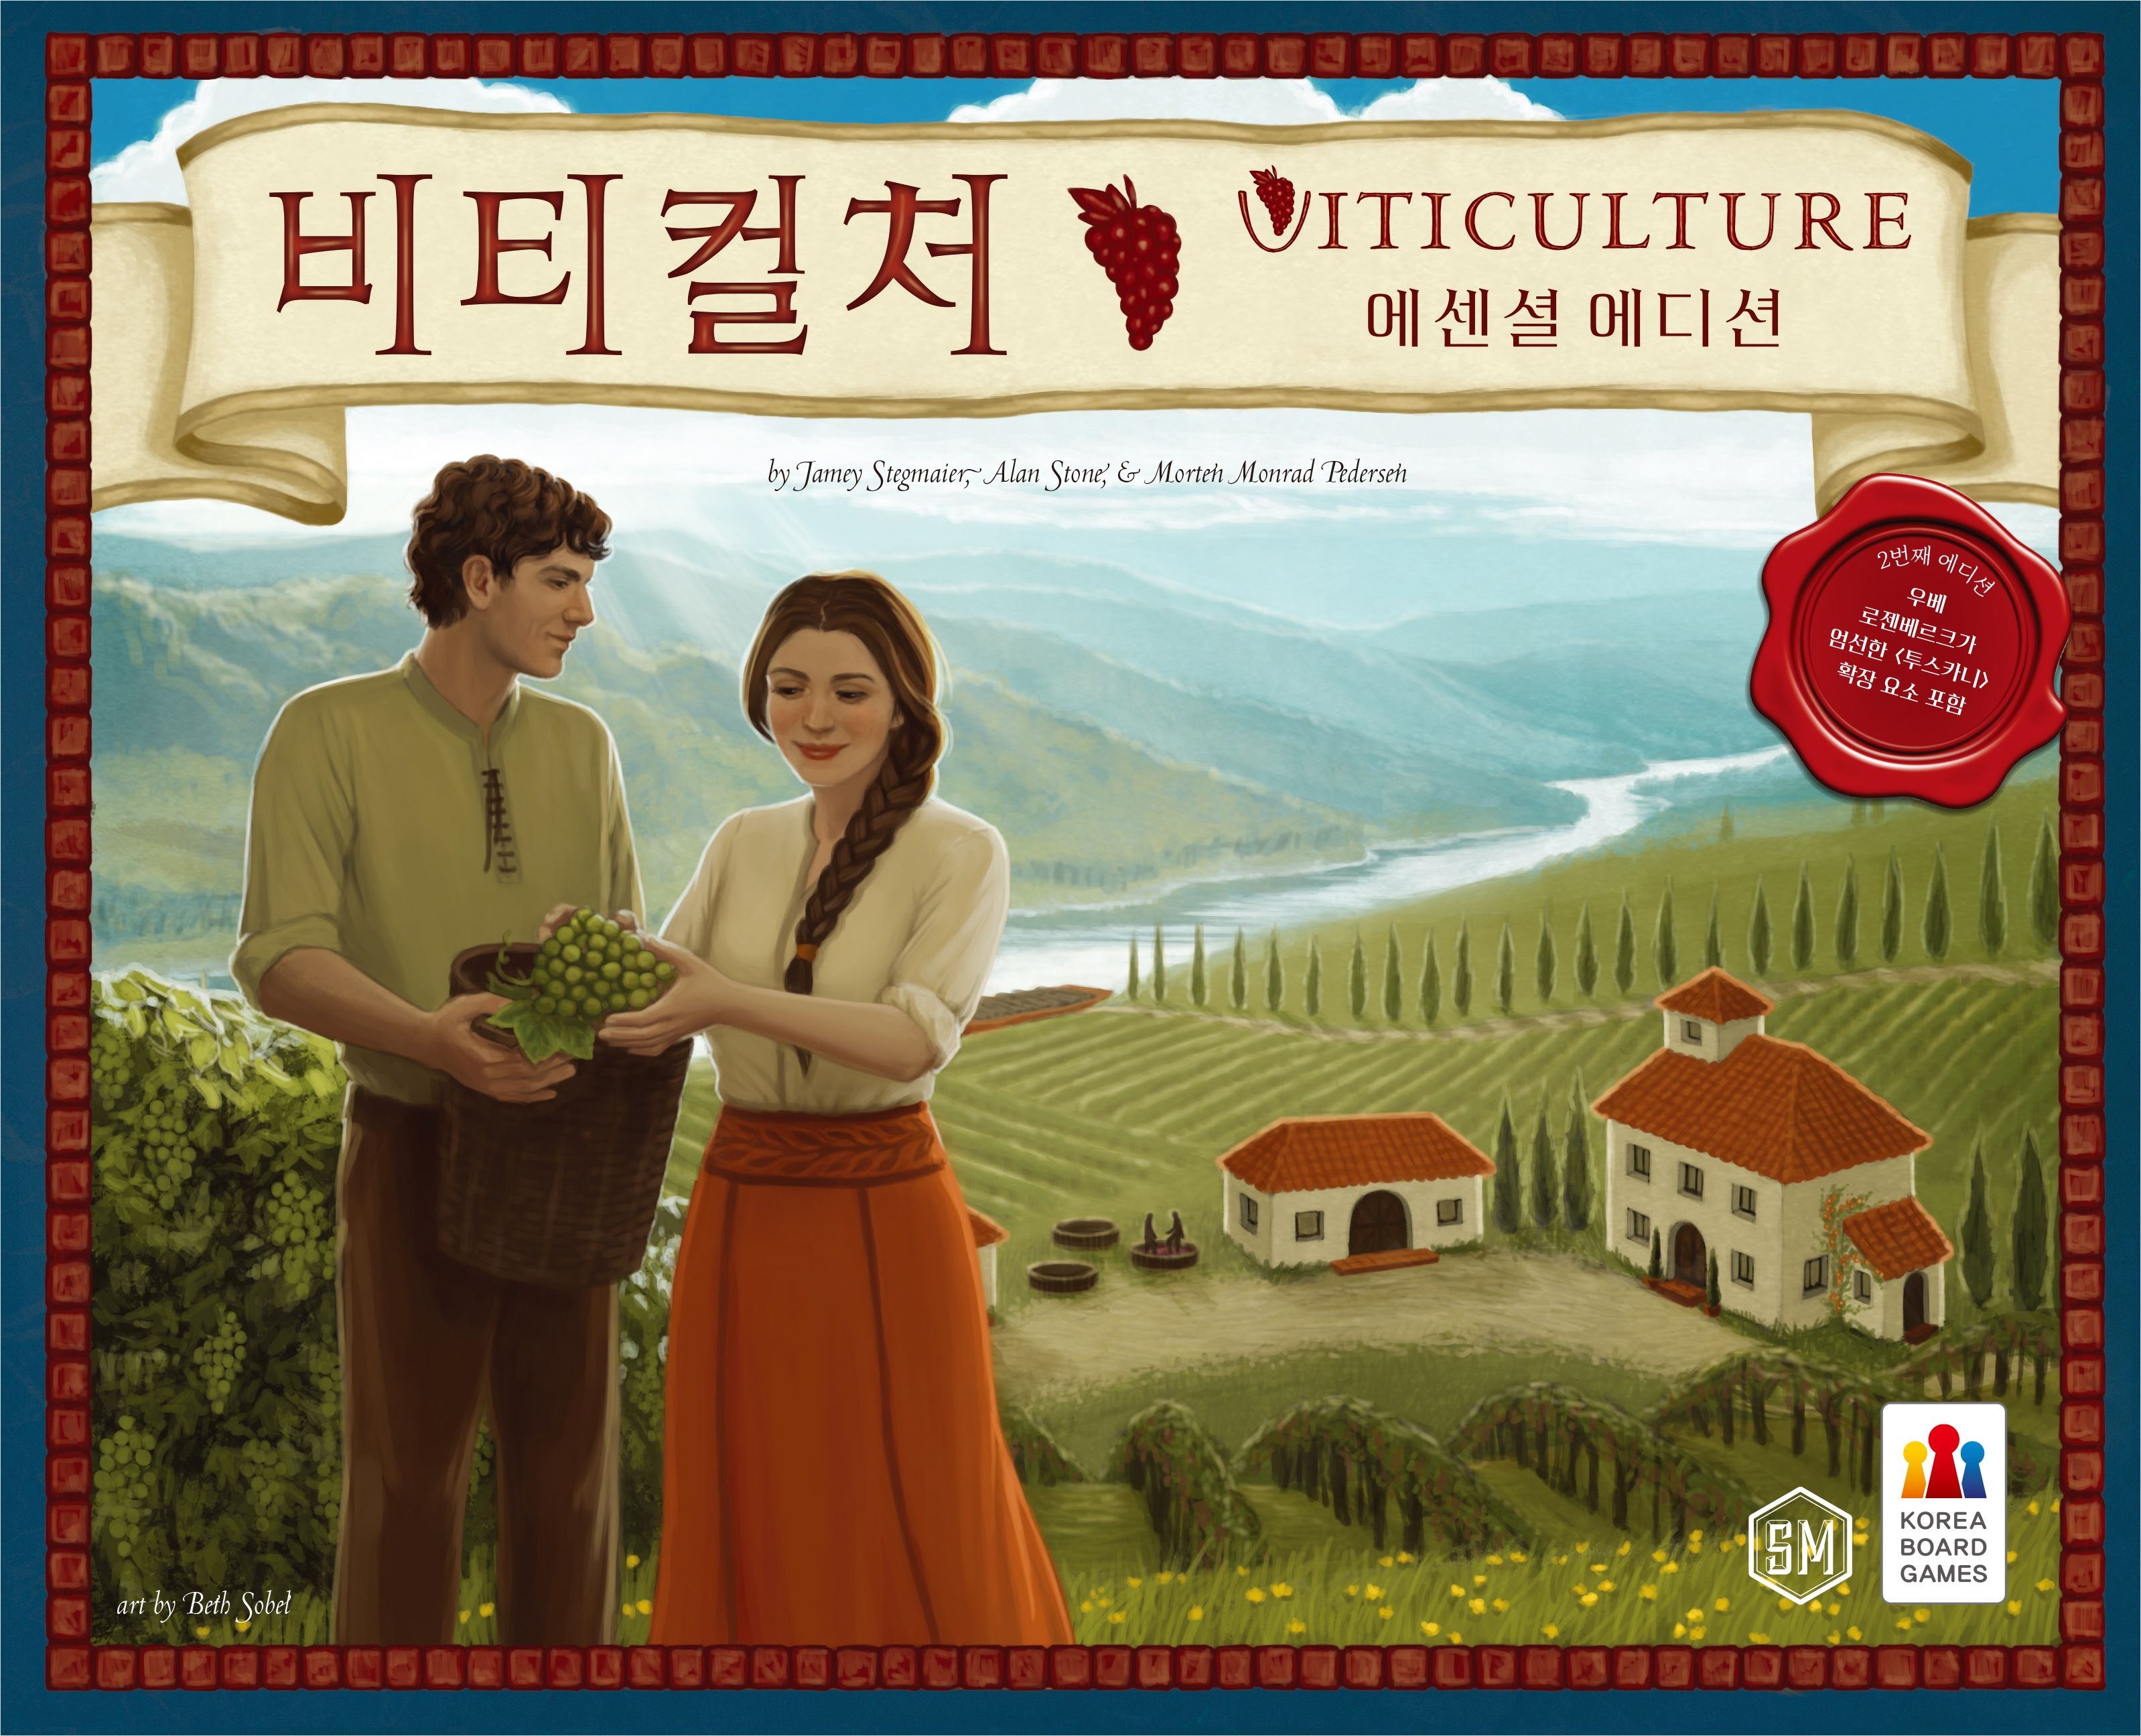 비티컬처
VITICULTURE
에센셜 에디션
by Jamey Stegmaier, Alan Stone, & Morten Monrad Pedersen
2번째 에디션
우베
로젠베르크가
엄선한 <투스카니>
확장 요소 포함
art by Beth Sobel
SM
KOREA
BOARD
GAMES